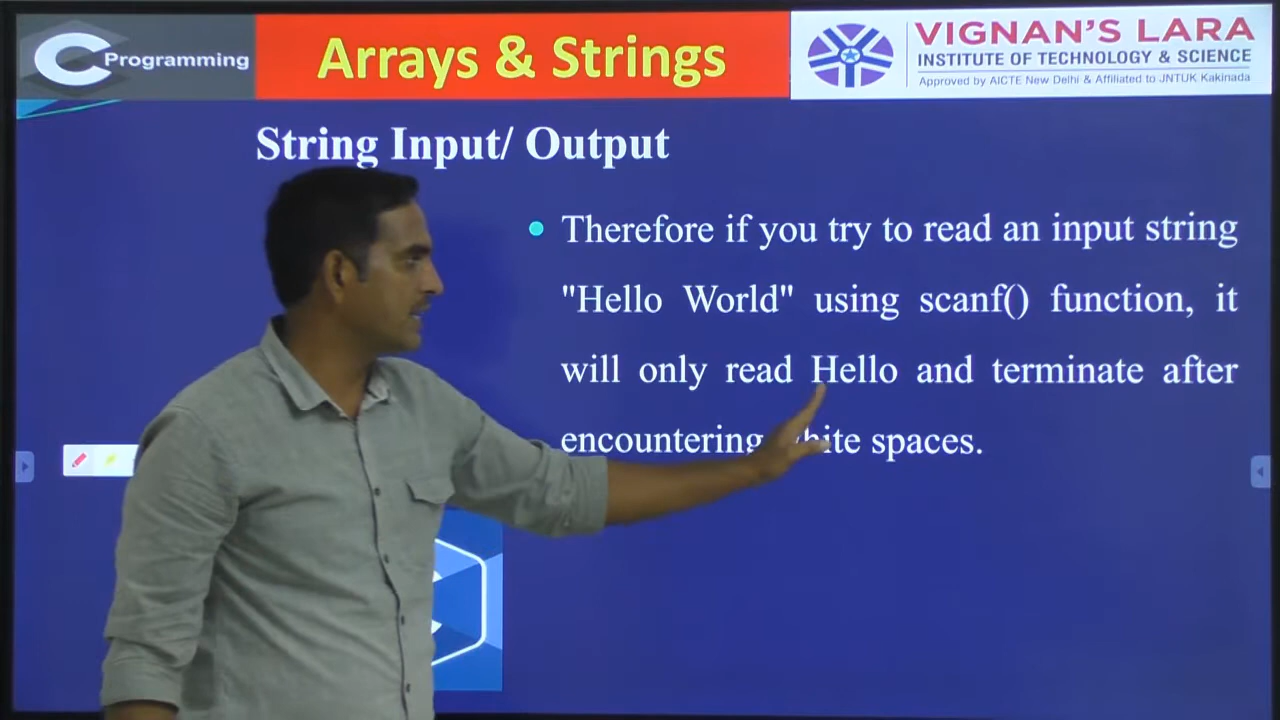 C Programming
Arrays & Strings
VIGNAN'S LARA
INSTITUTE OF TECHNOLOGY & SCIENCE
Approved by AICTE New Delhi & Affiliated to JNTUK Kakinada
String Input/ Output
Therefore if you try to read an input string
"Hello World" using scanf() function, it
will only read Hello and terminate after
encountering white spaces.